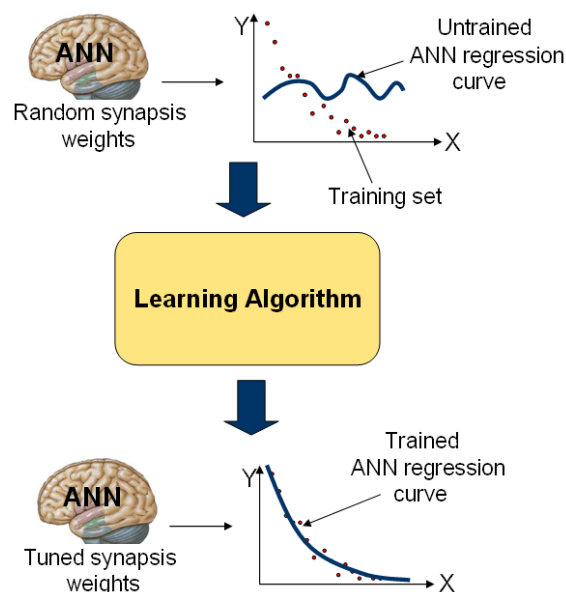 ANN
Random synapsis
weights
Y
X
Untrained
ANN regression
curve
Training set
Learning Algorithm
ANN
Tuned synapsis
weights
Y
X
Trained
ANN regression
curve